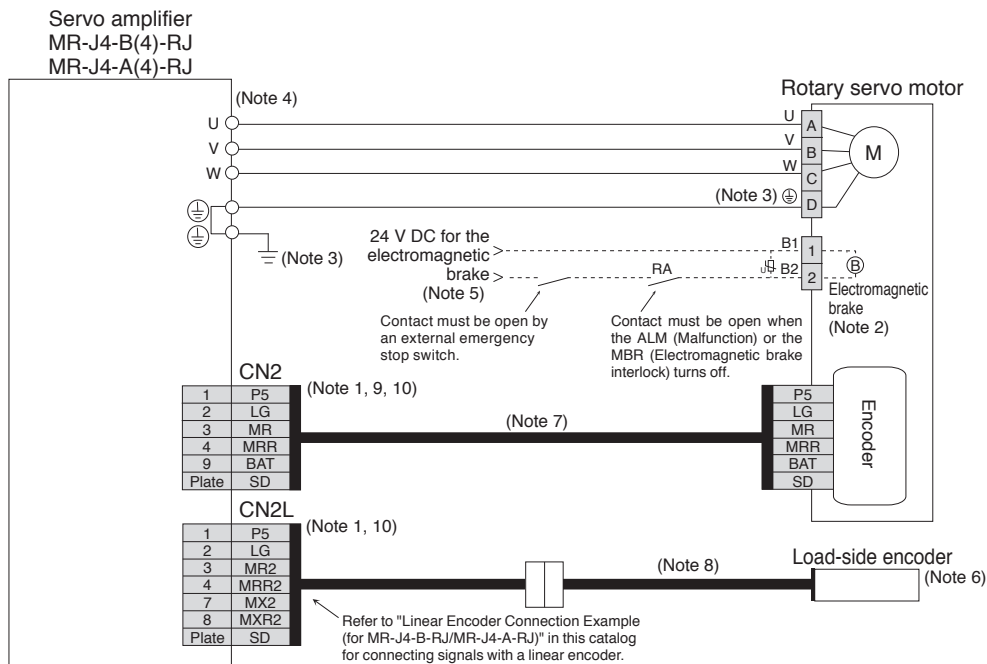 Servo amplifier
MR-J4-B(4)-RJ
MR-J4-A(4)-RJ
Rotary servo motor
(Note 4)
U
U
A
V
V
B
M
W
W
C
(Note 3)
D
(Note 3)
24 V DC for the
electromagnetic
brake
(Note 5)
B1
1
RA
U
B2
2
B
Electromagnetic
brake
(Note 2)
Contact must be open by
an external emergency
stop switch.
Contact must be open when
the ALM (Malfunction) or the
MBR (Electromagnetic brake
interlock) turns off.
CN2
(Note 1, 9, 10)
1 P5
2 LG
3 MR
4 MRR
9 BAT
Plate SD
(Note 7)
P5
LG
MR
MRR
BAT
SD
Encoder
CN2L
(Note 1, 10)
1 P5
2 LG
3 MR2
4 MRR2
7 MX2
8 MXR2
Plate SD
(Note 8)
Load-side encoder
(Note 6)
Refer to "Linear Encoder Connection Example
(for MR-J4-B-RJ/MR-J4-A-RJ)" in this catalog
for connecting signals with a linear encoder.